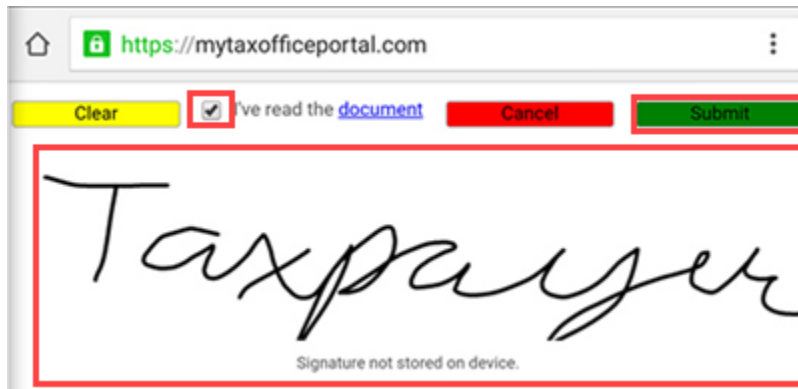 https://mytaxofficeportal.com
Clear I've read the document Cancel Submit
Taxpayer
Signature not stored on device.